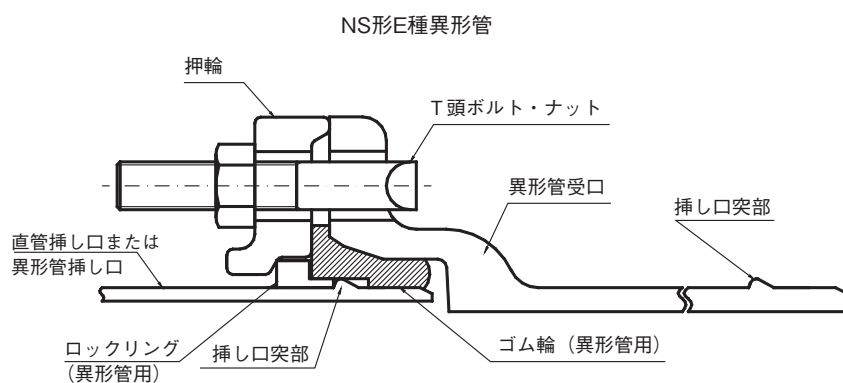 NS形E種異形管
押輪
T頭ボルト・ナット
異形管受口
挿し口突部
直管挿し口または
異形管挿し口
ロックリング
(異形管用)
挿し口突部
ゴム輪（異形管用）